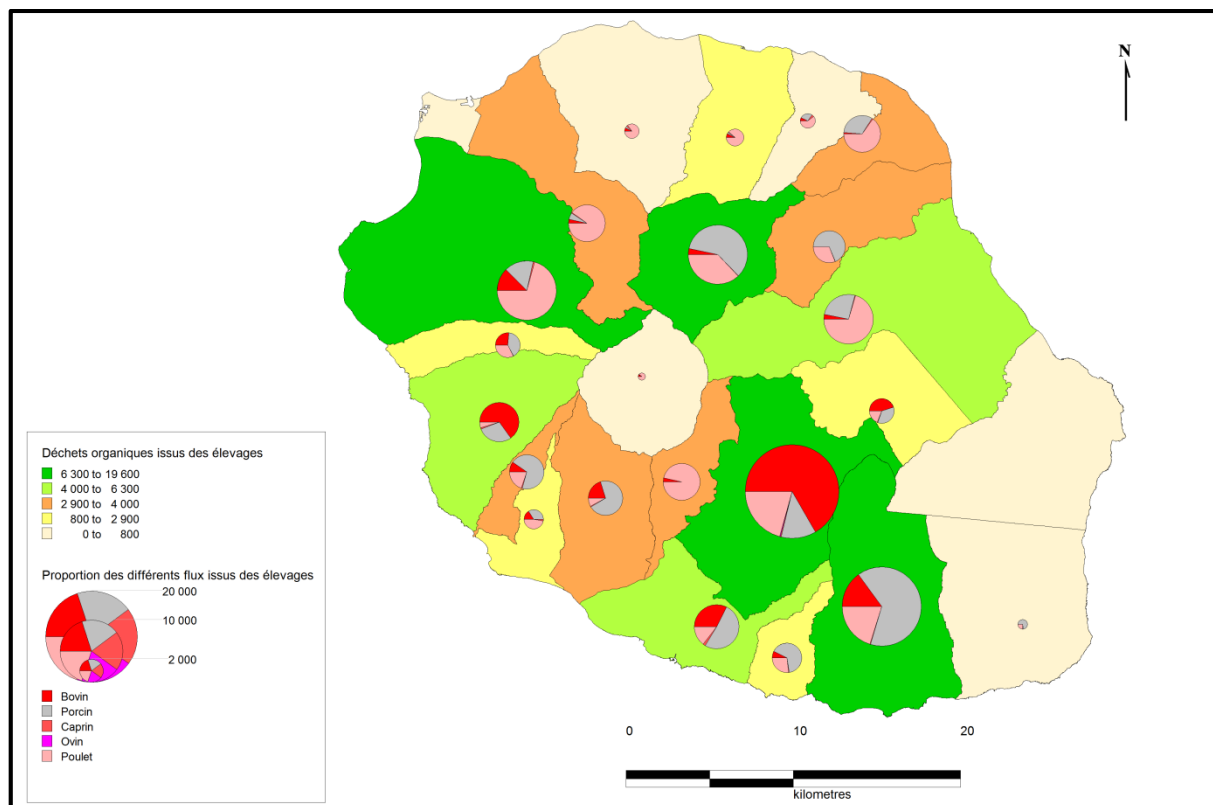 N
Déchets organiques issus des élevages
6 300 to 19 600
4 000 to 6 300
2 900 to 4 000
800 to 2 900
0 to 800
Proportion des différents flux issus des élevages
20 000
10 000
2 000
Bovin
Porcin
Caprin
Ovin
Poulet
0 10 20
kilometres